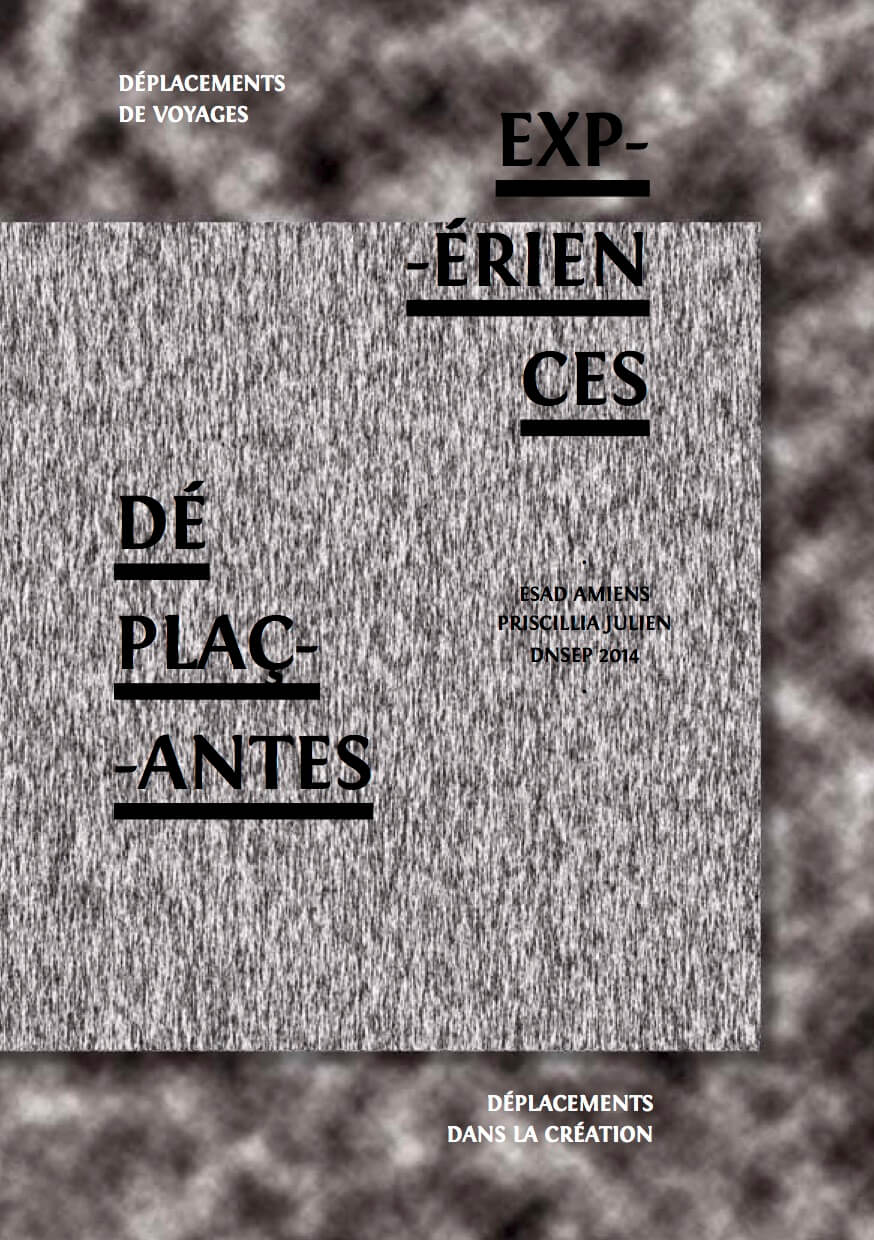 DÉPLACEMENTS
DE VOYAGES
EXP-
-ÉRIEN
CES
DÉ
PLAÇ-
-ANTES
ESAD AMIENS
PRISCILLIA JULIEN
DNSEP 2014
DÉPLACEMENTS
DANS LA CRÉATION